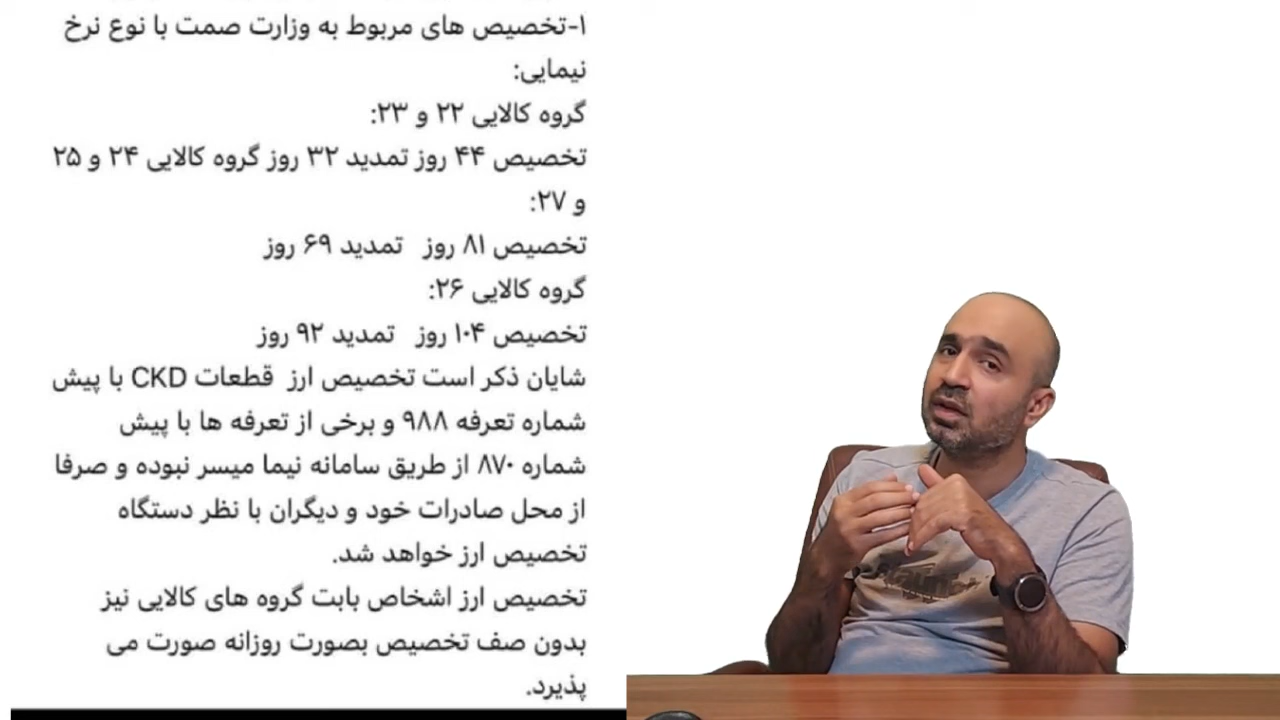 ۱-تخصیص های مربوط به وزارت صمت با نوع نرخ
نیمایی:
گروه کالایی ۲۲ و ۲۳:
تخصیص ۴۴ روز تمدید ۳۲ روز گروه کالایی ۲۴ و ۲۵
و ۲۷:
تخصیص ۸۱ روز تمدید ۶۹ روز
گروه کالایی ۲۶:
تخصیص ۱۰۴ روز تمدید ۹۲ روز
شایان ذکر است تخصیص ارز قطعات CKD با پیش
شماره تعرفه ۹۸۸ و برخی از تعرفه ها با پیش
شماره ۸۷۰ از طریق سامانه نیما میسر نبوده و صرفا
از محل صادرات خود و دیگران با نظر دستگاه
تخصیص ارز خواهد شد.
تخصیص ارز اشخاص بابت گروه های کالایی نیز
بدون صف تخصیص بصورت روزانه صورت می
پذیرد.